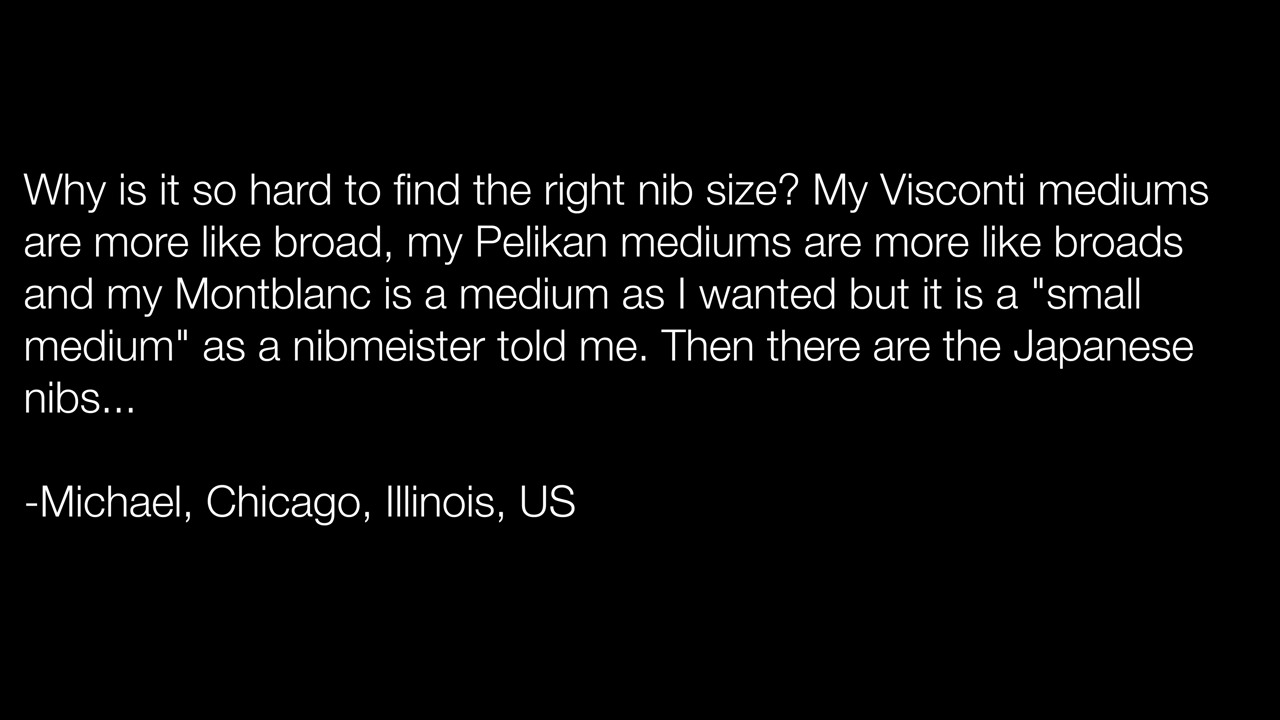 Why is it so hard to find the right nib size? My Visconti mediums
are more like broad, my Pelikan mediums are more like broads
and my Montblanc is a medium as I wanted but it is a "small
medium" as a nibmeister told me. Then there are the Japanese
nibs...
-Michael, Chicago, Illinois, US